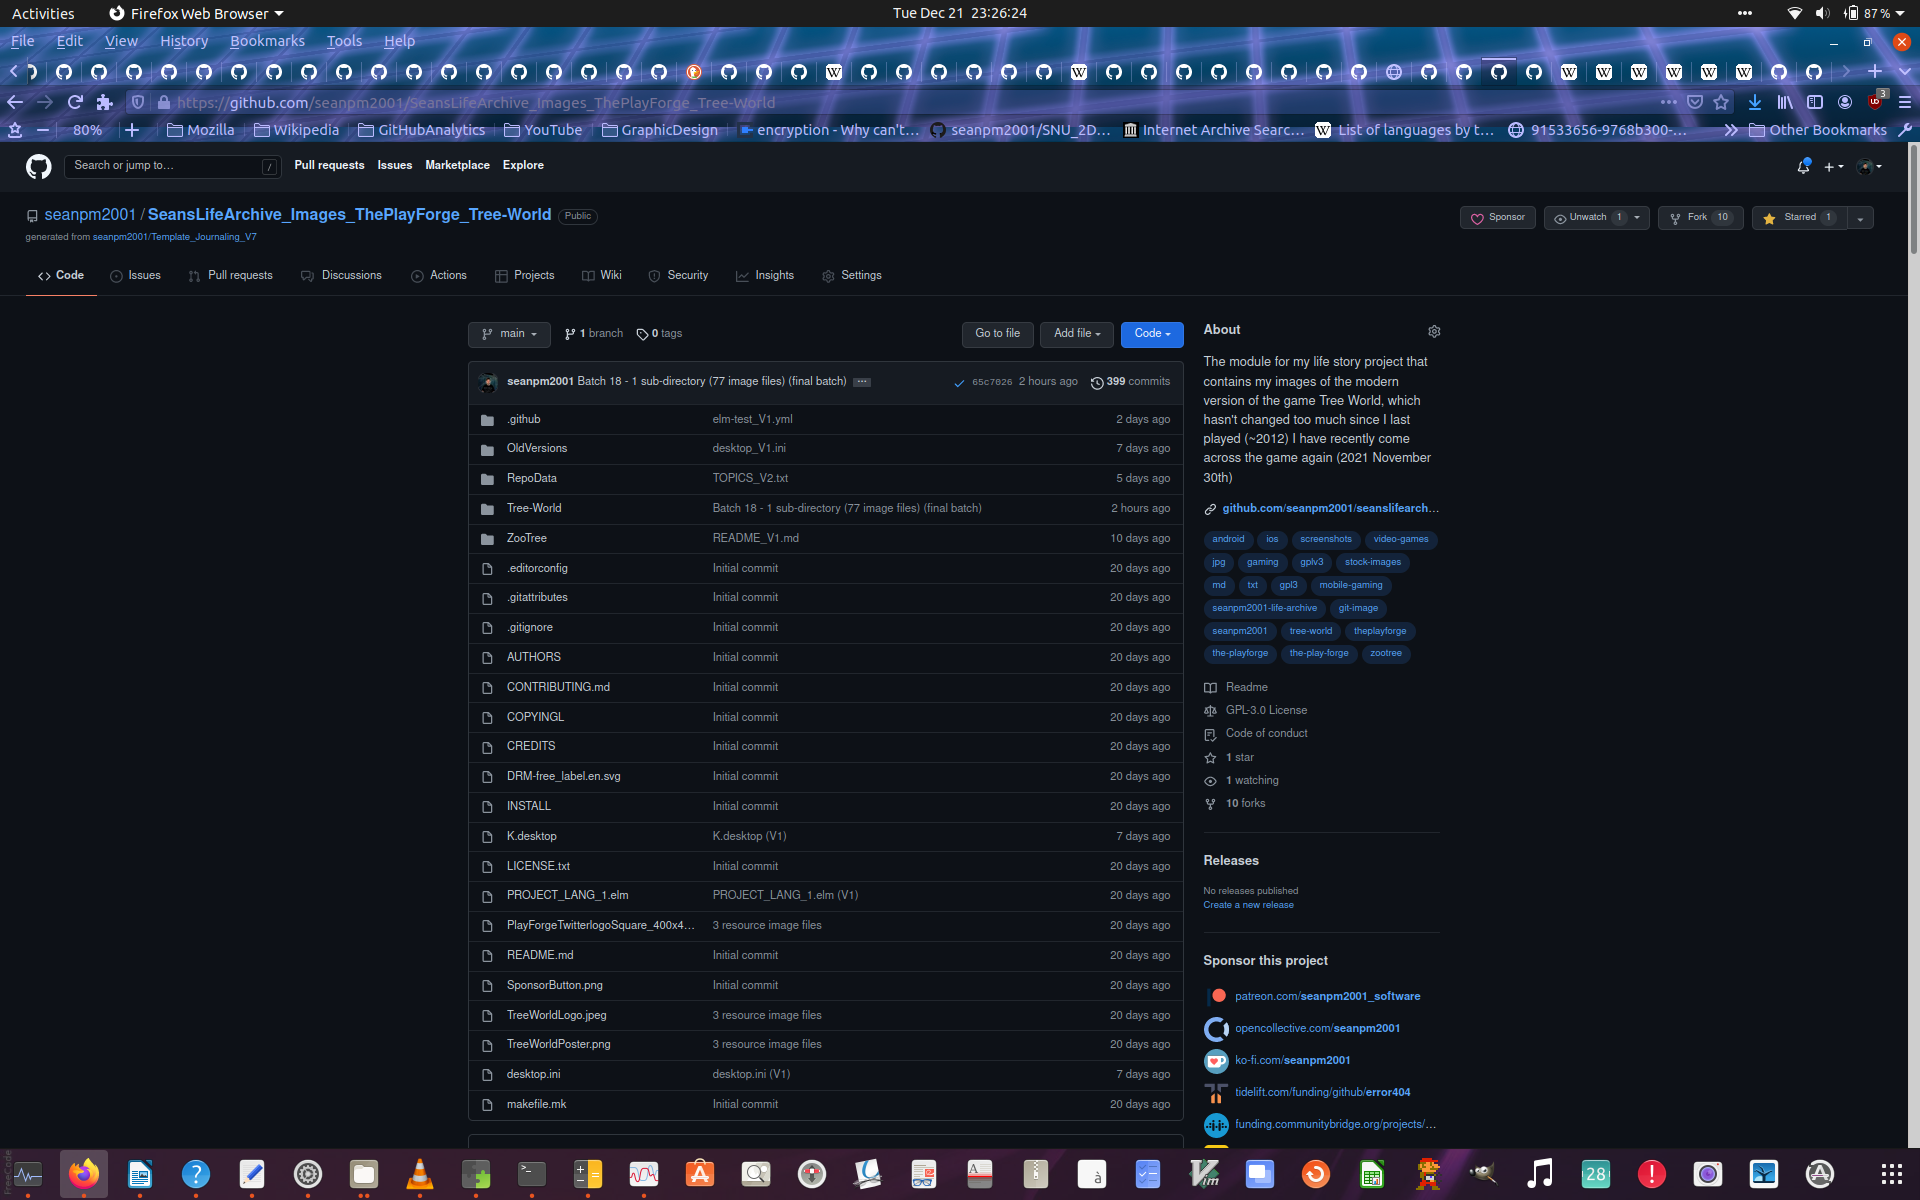 Activities
Firefox Web Browser
Tue Dec 21 23:26:24
87 %
File Edit View History Bookmarks Tools Help
https://github.com/seanpm2001/SeansLifeArchive_Images_ThePlayForge_Tree-World
3
80%
Mozilla
Wikipedia
GitHubAnalytics
YouTube
GraphicDesign
encryption - Why can't…
seanpm2001/SNU_2D…
Internet Archive Searc…
List of languages by t…
91533656-9768b300-…
Other Bookmarks
Search or jump to…
/
Pull requests Issues Marketplace Explore
seanpm2001 / SeansLifeArchive_Images_ThePlayForge_Tree-World Public
generated from seanpm2001/Template_Journaling_V7
Sponsor
Unwatch 1
Fork 10
Starred 1
Code
Issues
Pull requests
Discussions
Actions
Projects
Wiki
Security
Insights
Settings
main
1 branch
0 tags
Go to file
Add file
Code
seanpm2001 Batch 18 - 1 sub-directory (77 image files) (final batch) 65c7026 2 hours ago 399 commits
.github elm-test_V1.yml 2 days ago
OldVersions desktop_V1.ini 7 days ago
RepoData TOPICS_V2.txt 5 days ago
Tree-World Batch 18 - 1 sub-directory (77 image files) (final batch) 2 hours ago
ZooTree README_V1.md 10 days ago
.editorconfig Initial commit 20 days ago
.gitattributes Initial commit 20 days ago
.gitignore Initial commit 20 days ago
AUTHORS Initial commit 20 days ago
CONTRIBUTING.md Initial commit 20 days ago
COPYINGL Initial commit 20 days ago
CREDITS Initial commit 20 days ago
DRM-free_label.en.svg Initial commit 20 days ago
INSTALL Initial commit 20 days ago
K.desktop K.desktop (V1) 7 days ago
LICENSE.txt Initial commit 20 days ago
PROJECT_LANG_1.elm PROJECT_LANG_1.elm (V1) 20 days ago
PlayForgeTwitterlogoSquare_400x4… 3 resource image files 20 days ago
README.md Initial commit 20 days ago
SponsorButton.png Initial commit 20 days ago
TreeWorldLogo.jpeg 3 resource image files 20 days ago
TreeWorldPoster.png 3 resource image files 20 days ago
desktop.ini desktop.ini (V1) 7 days ago
makefile.mk Initial commit 20 days ago
About
The module for my life story project that
contains my images of the modern
version of the game Tree World, which
hasn't changed too much since I last
played (~2012) I have recently come
across the game again (2021 November
30th)
github.com/seanpm2001/seanslifearch…
android ios screenshots video-games
jpg gaming gplv3 stock-images
md txt gpl3 mobile-gaming
seanpm2001-life-archive git-image
seanpm2001 tree-world theplayforge
the-playforge the-play-forge zootree
Readme
GPL-3.0 License
Code of conduct
1 star
1 watching
10 forks
Releases
No releases published
Create a new release
Sponsor this project
patreon.com/seanpm2001_software
opencollective.com/seanpm2001
ko-fi.com/seanpm2001
tidelift.com/funding/github/error404
funding.communitybridge.org/projects/…
FreeCode
28